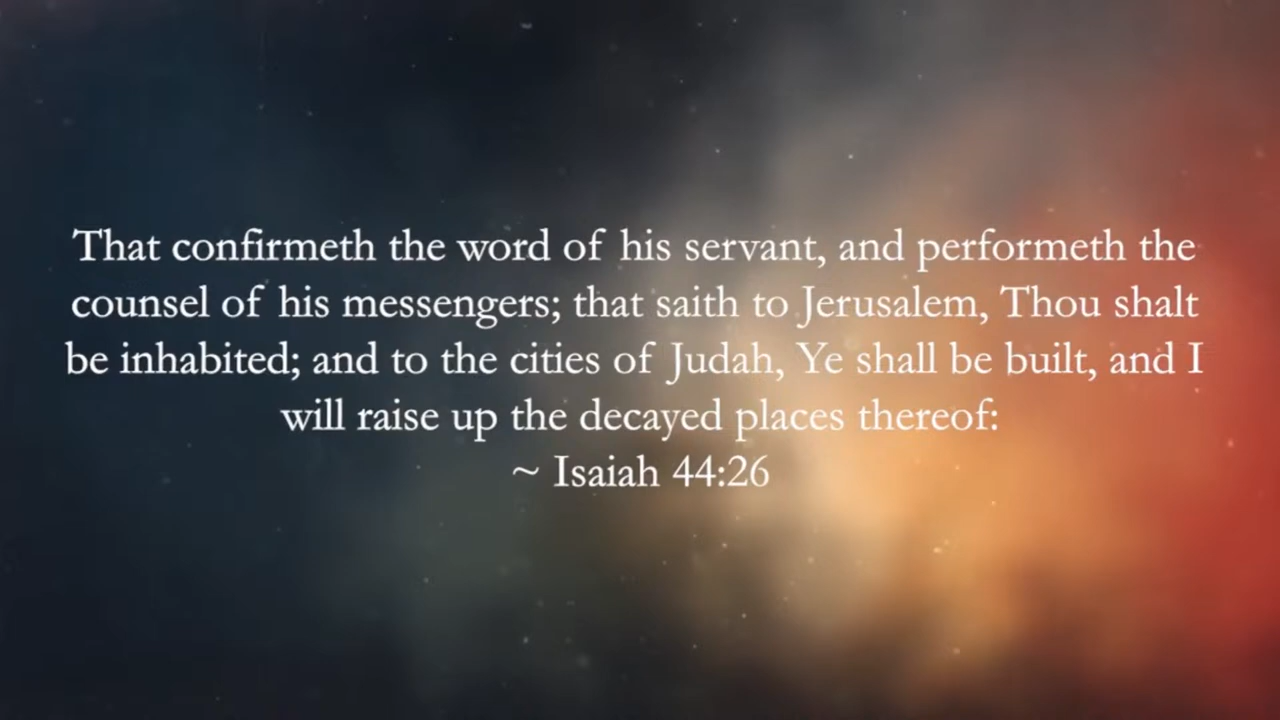 That confirmeth the word of his servant, and performeth the
counsel of his messengers; that saith to Jerusalem, Thou shalt
be inhabited; and to the cities of Judah, Ye shall be built, and I
will raise up the decayed places thereof:
~ Isaiah 44:26